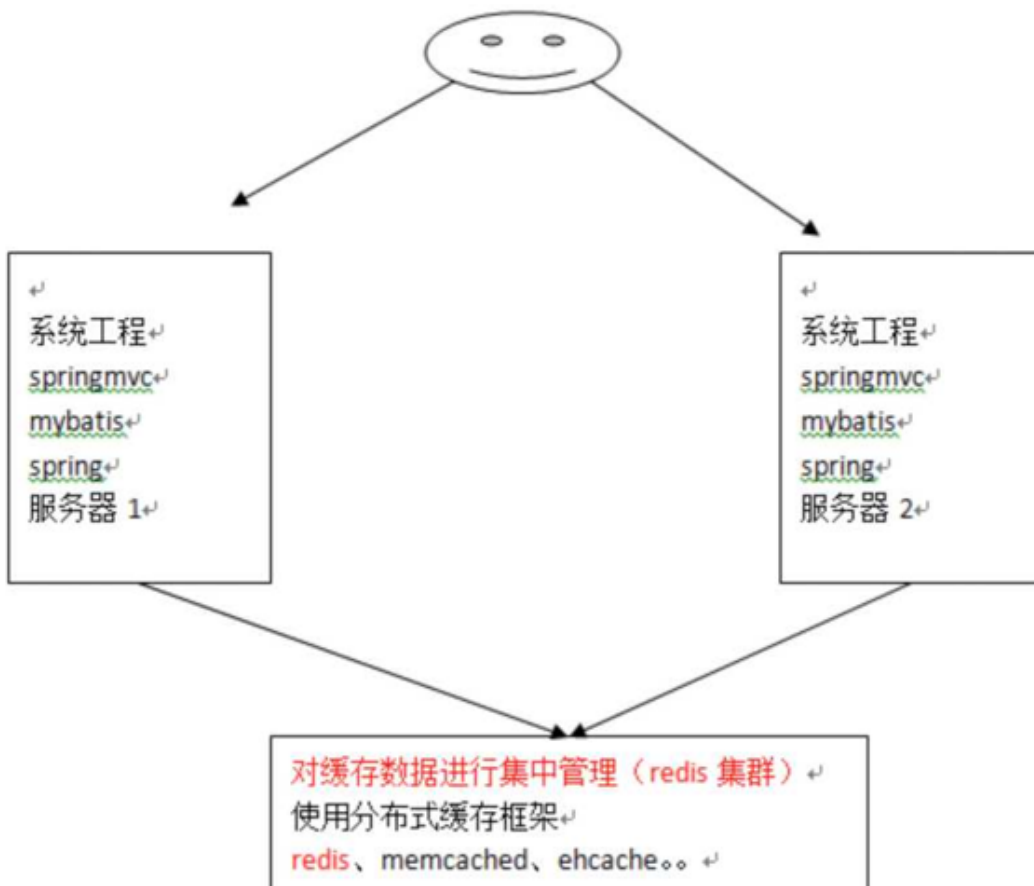 系统工程
springmvc
mybatis
spring
服务器 1
系统工程
springmvc
mybatis
spring
服务器 2
对缓存数据进行集中管理（redis 集群）
使用分布式缓存框架
redis、memcached、ehcache。。